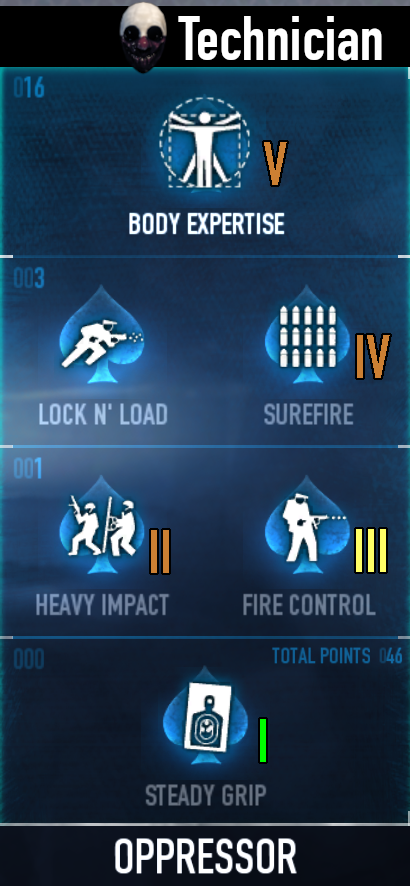 Technician
016
V
BODY EXPERTISE
003
IV
LOCK N' LOAD SUREFIRE
001
II III
HEAVY IMPACT FIRE CONTROL
000 TOTAL POINTS 046
I
STEADY GRIP
OPPRESSOR